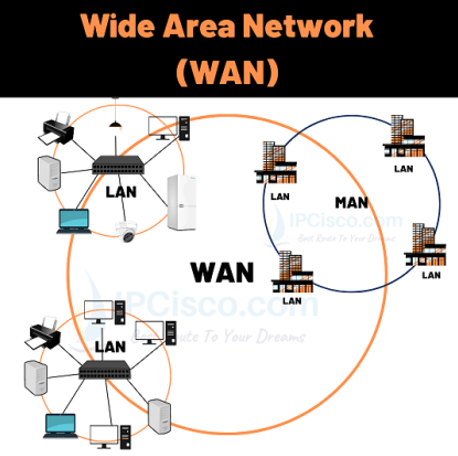 Wide Area Network
(WAN)
LAN
LAN
LAN
MAN
IPCisco.com
Best Route To Your Dreams
LAN
LAN
WAN
IPCisco.com
Best Route To Your Dreams
LAN